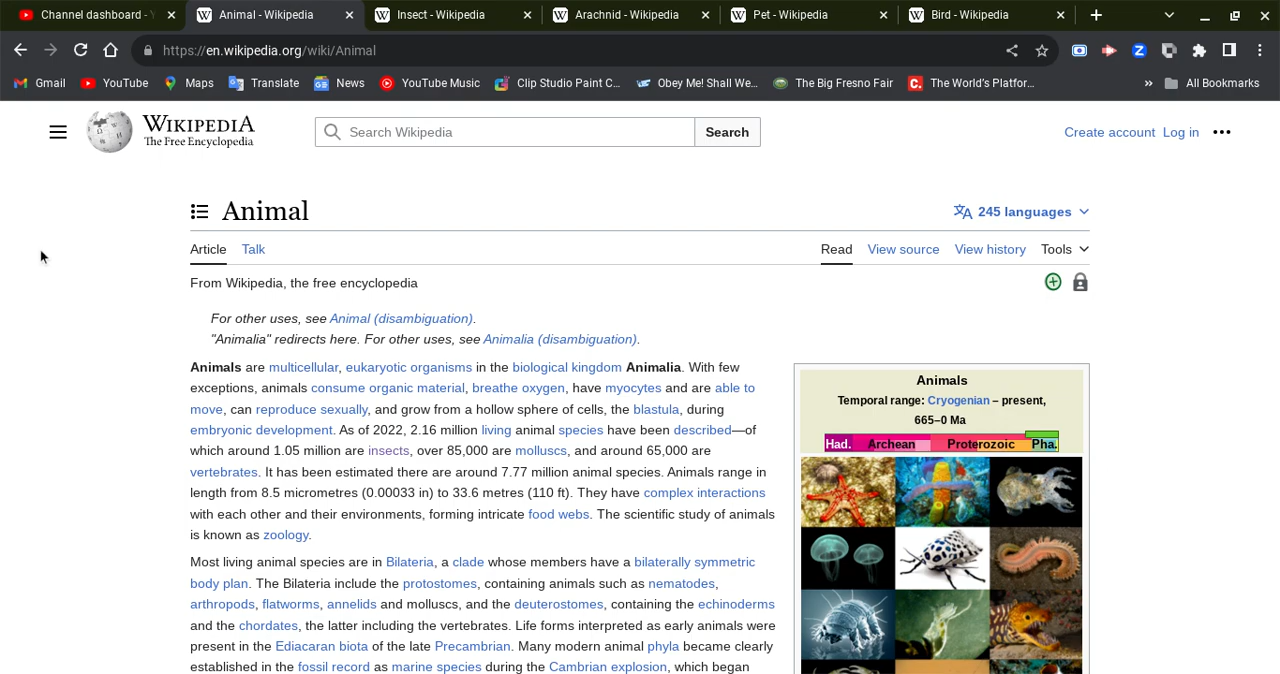 Channel dashboard -
Animal - Wikipedia
Insect - Wikipedia
Arachnid - Wikipedia
Pet - Wikipedia
Bird - Wikipedia
https://en.wikipedia.org/wiki/Animal
Gmail YouTube Maps Translate News YouTube Music Clip Studio Paint C... Obey Me! Shall We... The Big Fresno Fair The World's Platfor... » All Bookmarks
WIKIPEDIA
The Free Encyclopedia
Search Wikipedia
Search
Create account Log in
Animal
245 languages
Article Talk
Read View source View history Tools
From Wikipedia, the free encyclopedia
For other uses, see Animal (disambiguation).
"Animalia" redirects here. For other uses, see Animalia (disambiguation).
Animals are multicellular, eukaryotic organisms in the biological kingdom Animalia. With few
exceptions, animals consume organic material, breathe oxygen, have myocytes and are able to
move, can reproduce sexually, and grow from a hollow sphere of cells, the blastula, during
embryonic development. As of 2022, 2.16 million living animal species have been described—of
which around 1.05 million are insects, over 85,000 are molluscs, and around 65,000 are
vertebrates. It has been estimated there are around 7.77 million animal species. Animals range in
length from 8.5 micrometres (0.00033 in) to 33.6 metres (110 ft). They have complex interactions
with each other and their environments, forming intricate food webs. The scientific study of animals
is known as zoology.
Most living animal species are in Bilateria, a clade whose members have a bilaterally symmetric
body plan. The Bilateria include the protostomes, containing animals such as nematodes,
arthropods, flatworms, annelids and molluscs, and the deuterostomes, containing the echinoderms
and the chordates, the latter including the vertebrates. Life forms interpreted as early animals were
present in the Ediacaran biota of the late Precambrian. Many modern animal phyla became clearly
established in the fossil record as marine species during the Cambrian explosion, which began
Animals
Temporal range: Cryogenian – present,
665–0 Ma
Had. Archean Proterozoic Pha.